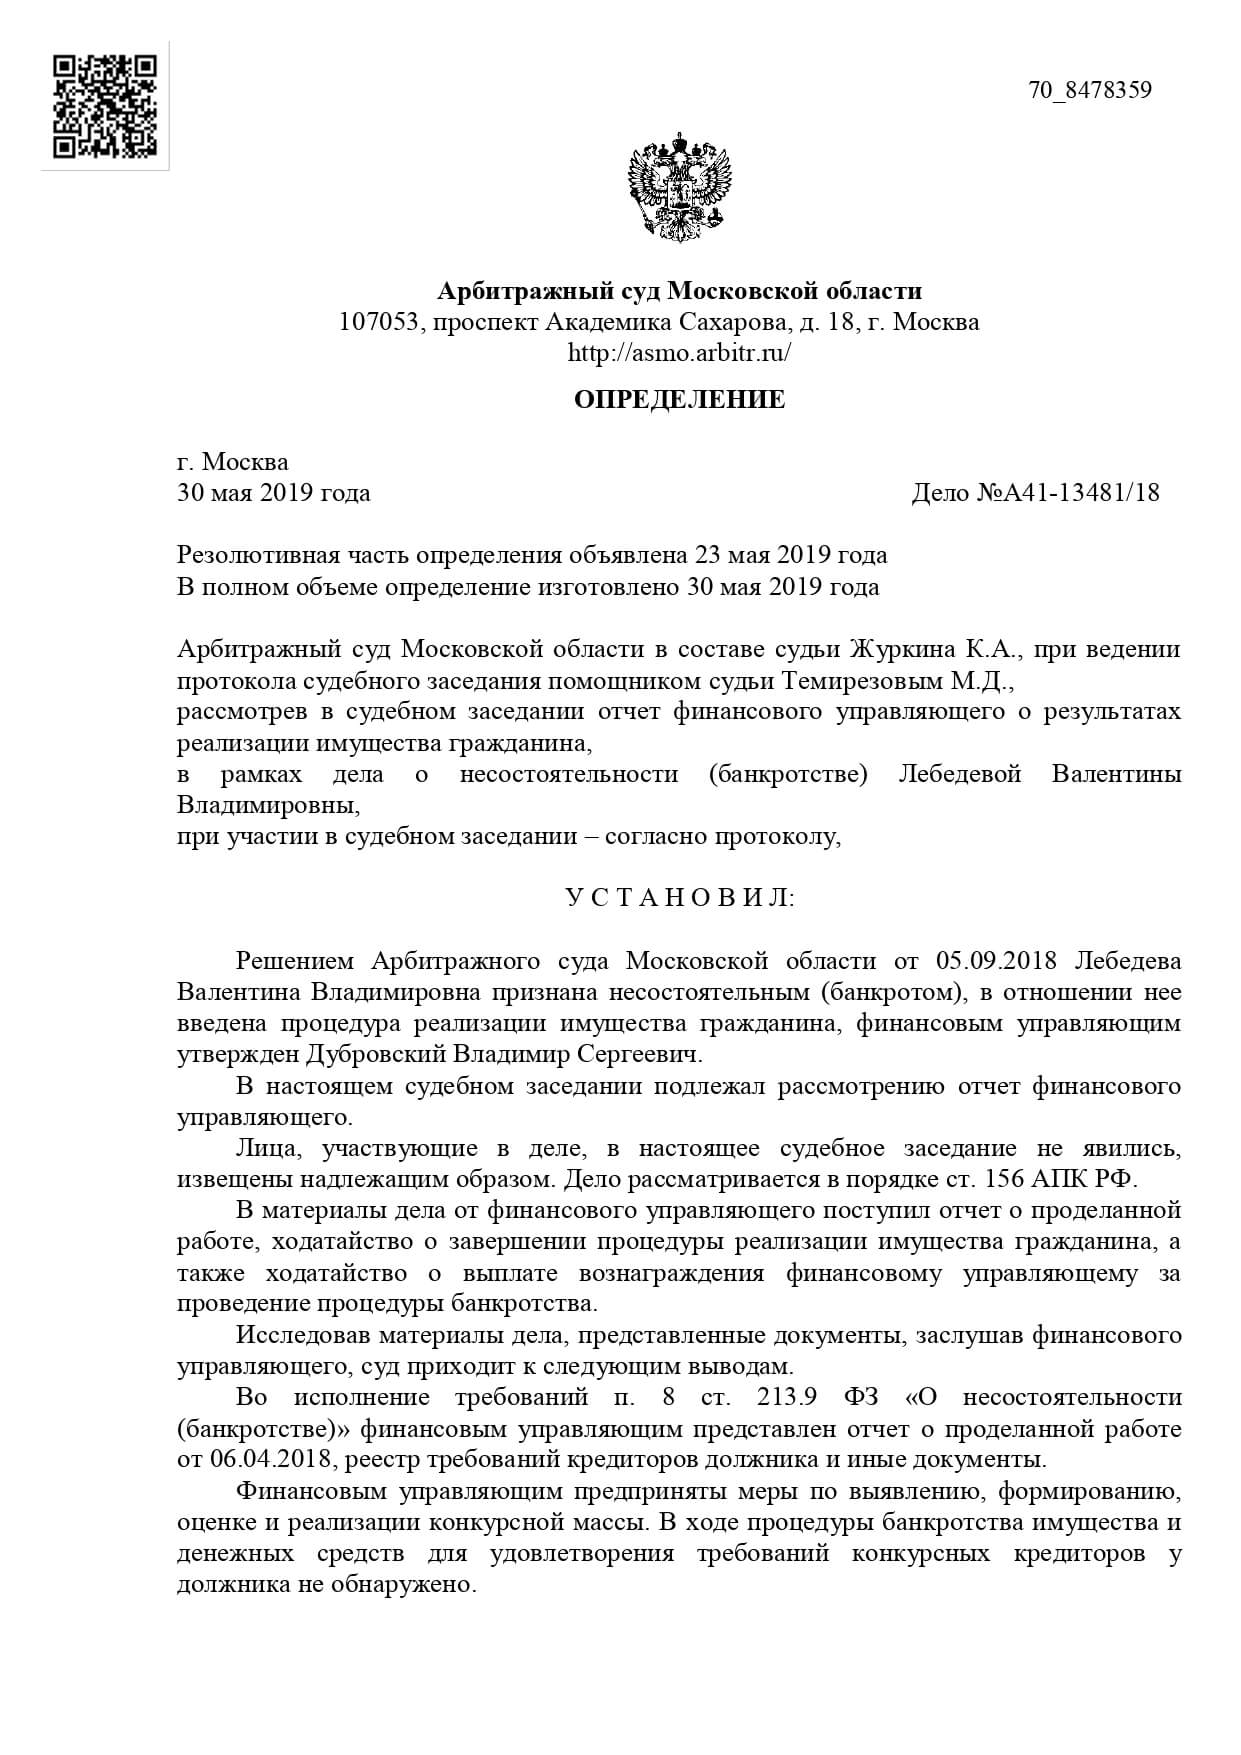 70_8478359
Арбитражный суд Московской области
107053, проспект Академика Сахарова, д. 18, г. Москва
http://asmo.arbitr.ru/
ОПРЕДЕЛЕНИЕ
г. Москва
30 мая 2019 года Дело №А41-13481/18
Резолютивная часть определения объявлена 23 мая 2019 года
В полном объеме определение изготовлено 30 мая 2019 года
Арбитражный суд Московской области в составе судьи Журкина К.А., при ведении
протокола судебного заседания помощником судьи Темирезовым М.Д.,
рассмотрев в судебном заседании отчет финансового управляющего о результатах
реализации имущества гражданина,
в рамках дела о несостоятельности (банкротстве) Лебедевой Валентины
Владимировны,
при участии в судебном заседании – согласно протоколу,
У С Т А Н О В И Л:
Решением Арбитражного суда Московской области от 05.09.2018 Лебедева
Валентина Владимировна признана несостоятельным (банкротом), в отношении нее
введена процедура реализации имущества гражданина, финансовым управляющим
утвержден Дубровский Владимир Сергеевич.
В настоящем судебном заседании подлежал рассмотрению отчет финансового
управляющего.
Лица, участвующие в деле, в настоящее судебное заседание не явились,
извещены надлежащим образом. Дело рассматривается в порядке ст. 156 АПК РФ.
В материалы дела от финансового управляющего поступил отчет о проделанной
работе, ходатайство о завершении процедуры реализации имущества гражданина, а
также ходатайство о выплате вознаграждения финансовому управляющему за
проведение процедуры банкротства.
Исследовав материалы дела, представленные документы, заслушав финансового
управляющего, суд приходит к следующим выводам.
Во исполнение требований п. 8 ст. 213.9 ФЗ «О несостоятельности
(банкротстве)» финансовым управляющим представлен отчет о проделанной работе
от 06.04.2018, реестр требований кредиторов должника и иные документы.
Финансовым управляющим предприняты меры по выявлению, формированию,
оценке и реализации конкурсной массы. В ходе процедуры банкротства имущества и
денежных средств для удовлетворения требований конкурсных кредиторов у
должника не обнаружено.